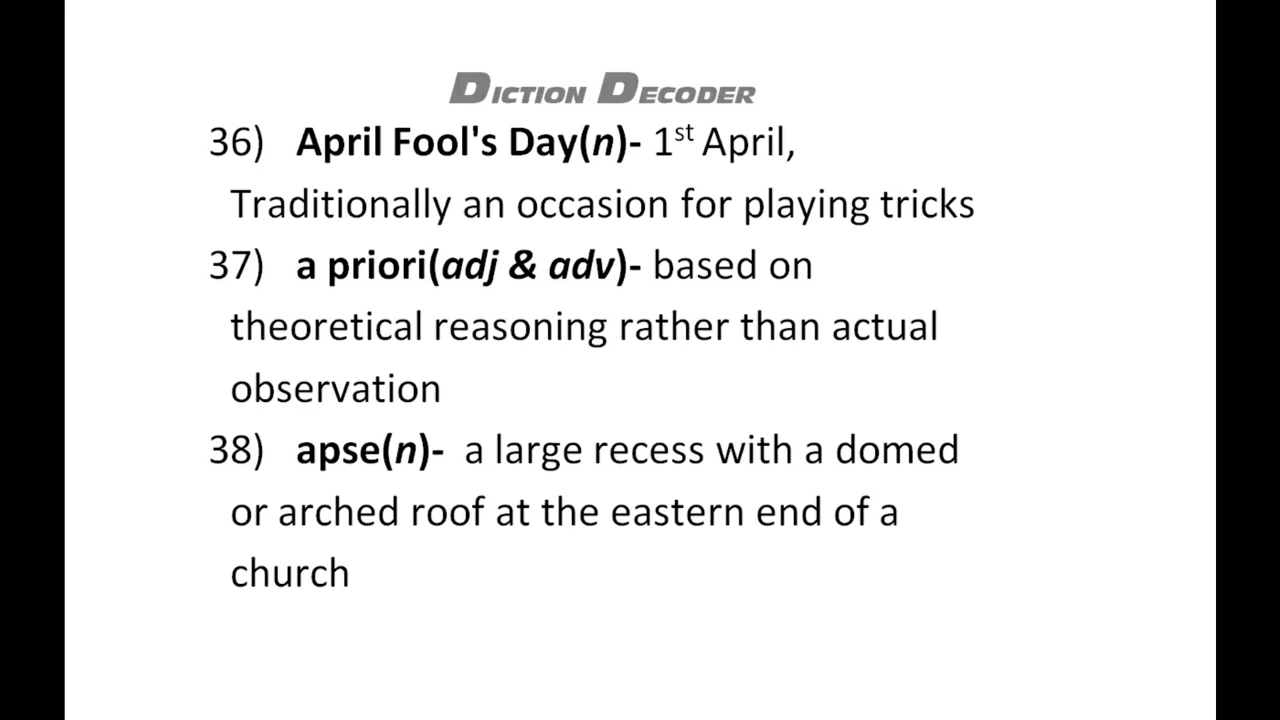 DICTION DECODER
36) April Fool's Day(n)- 1st April,
Traditionally an occasion for playing tricks
37) a priori(adj & adv)- based on
theoretical reasoning rather than actual
observation
38) apse(n)- a large recess with a domed
or arched roof at the eastern end of a
church